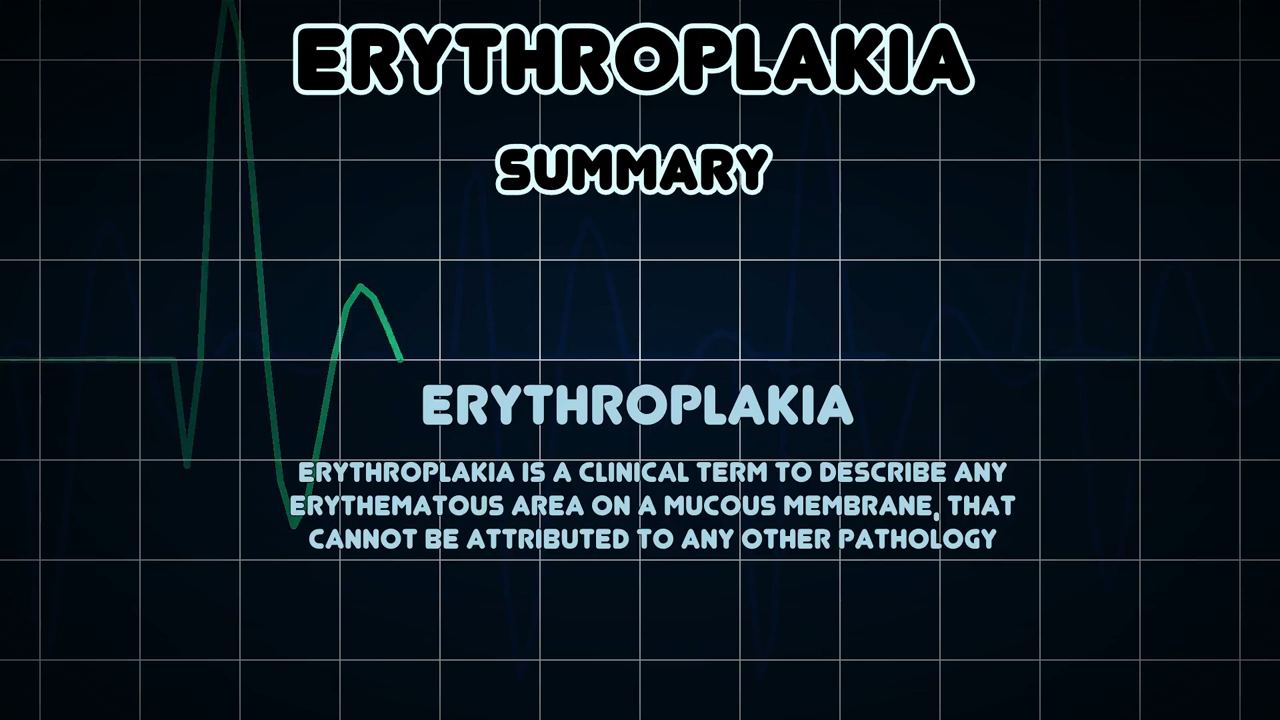 ERYTHROPLAKIA
SUMMARY
ERYTHROPLAKIA
ERYTHROPLAKIA IS A CLINICAL TERM TO DESCRIBE ANY
ERYTHEMATOUS AREA ON A MUCOUS MEMBRANE, THAT
CANNOT BE ATTRIBUTED TO ANY OTHER PATHOLOGY